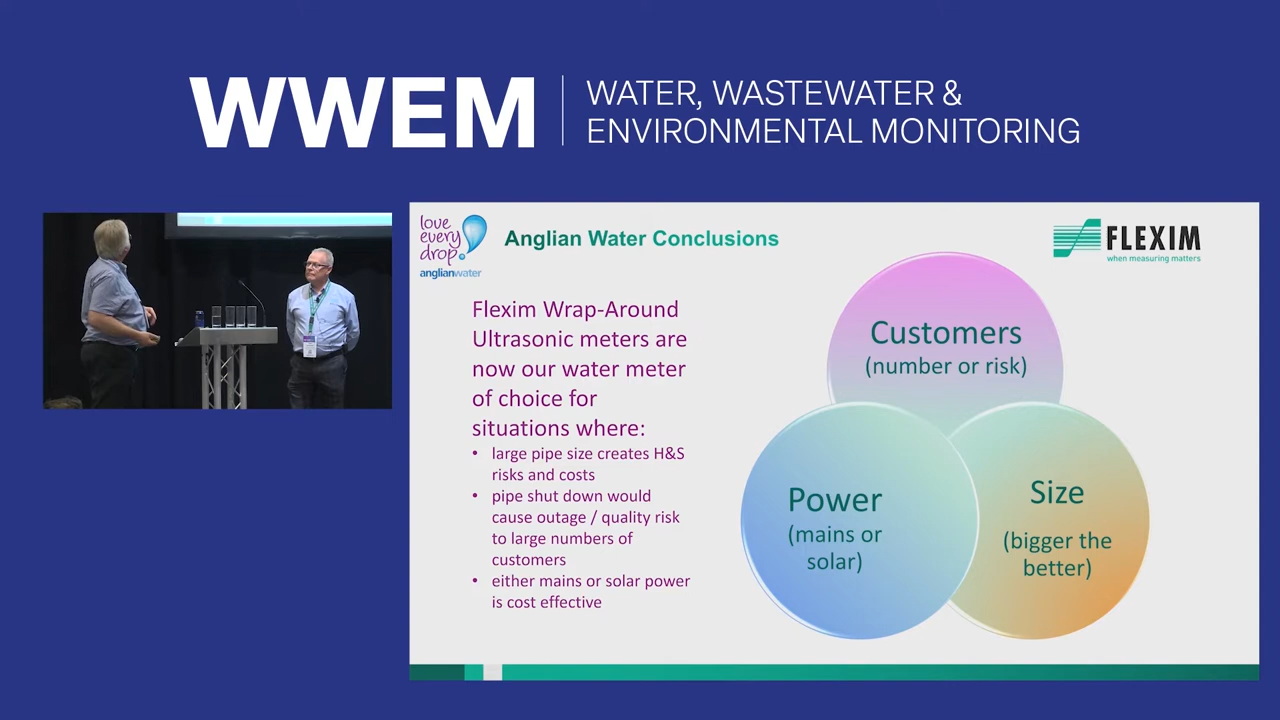 WWEM
WATER, WASTEWATER &
ENVIRONMENTAL MONITORING
love
every
drop.
anglianwater
Anglian Water Conclusions
FLEXIM
when measuring matters
Flexim Wrap-Around
Ultrasonic meters are
now our water meter
of choice for
situations where:
• large pipe size creates H&S
risks and costs
• pipe shut down would
cause outage / quality risk
to large numbers of
customers
• either mains or solar power
is cost effective
Customers
(number or risk)
Power
(mains or
solar)
Size
(bigger the
better)